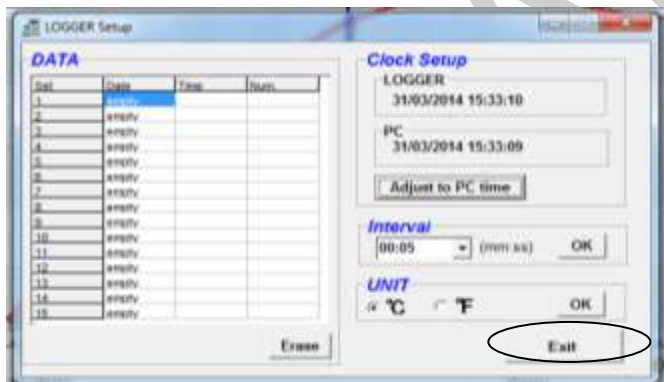 LOGGER Setup
DATA
Set Date Time Num.
1 empty
2 empty
3 empty
4 empty
5 empty
6 empty
7 empty
8 empty
9 empty
10 empty
11 empty
12 empty
13 empty
14 empty
15 empty
Erase
Clock Setup
LOGGER
31/03/2014 15:33:10
PC
31/03/2014 15:33:09
Adjust to PC time
Interval
00:05 (mm:ss) OK
UNIT
℃ ℉ OK
Exit